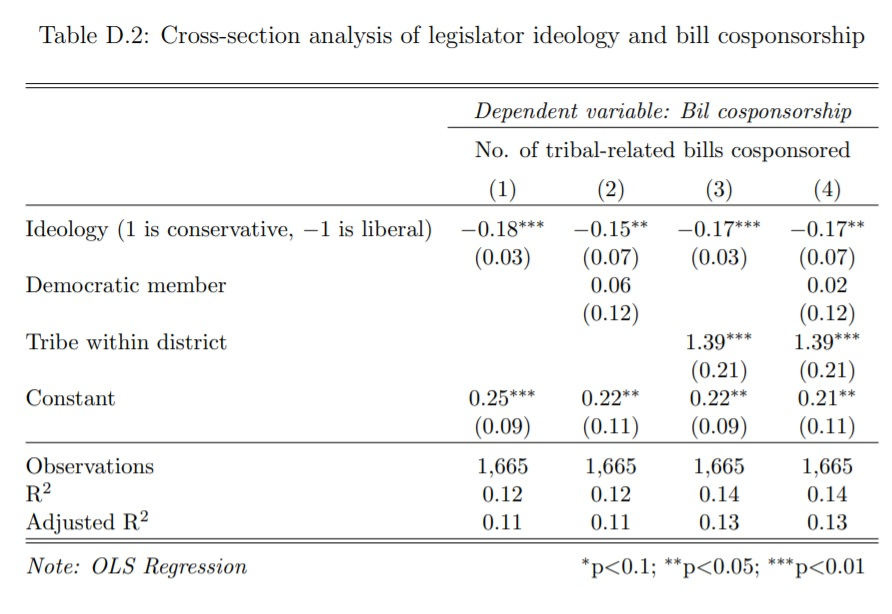 Table D.2: Cross-section analysis of legislator ideology and bill cosponsorship
Dependent variable: Bil cosponsorship
No. of tribal-related bills cosponsored
(1) (2) (3) (4)
Ideology (1 is conservative, −1 is liberal) −0.18*** −0.15** −0.17*** −0.17**
(0.03) (0.07) (0.03) (0.07)
Democratic member 0.06 0.02
(0.12) (0.12)
Tribe within district 1.39*** 1.39***
(0.21) (0.21)
Constant 0.25*** 0.22** 0.22** 0.21**
(0.09) (0.11) (0.09) (0.11)
Observations 1,665 1,665 1,665 1,665
R² 0.12 0.12 0.14 0.14
Adjusted R² 0.11 0.11 0.13 0.13
Note: OLS Regression *p<0.1; **p<0.05; ***p<0.01